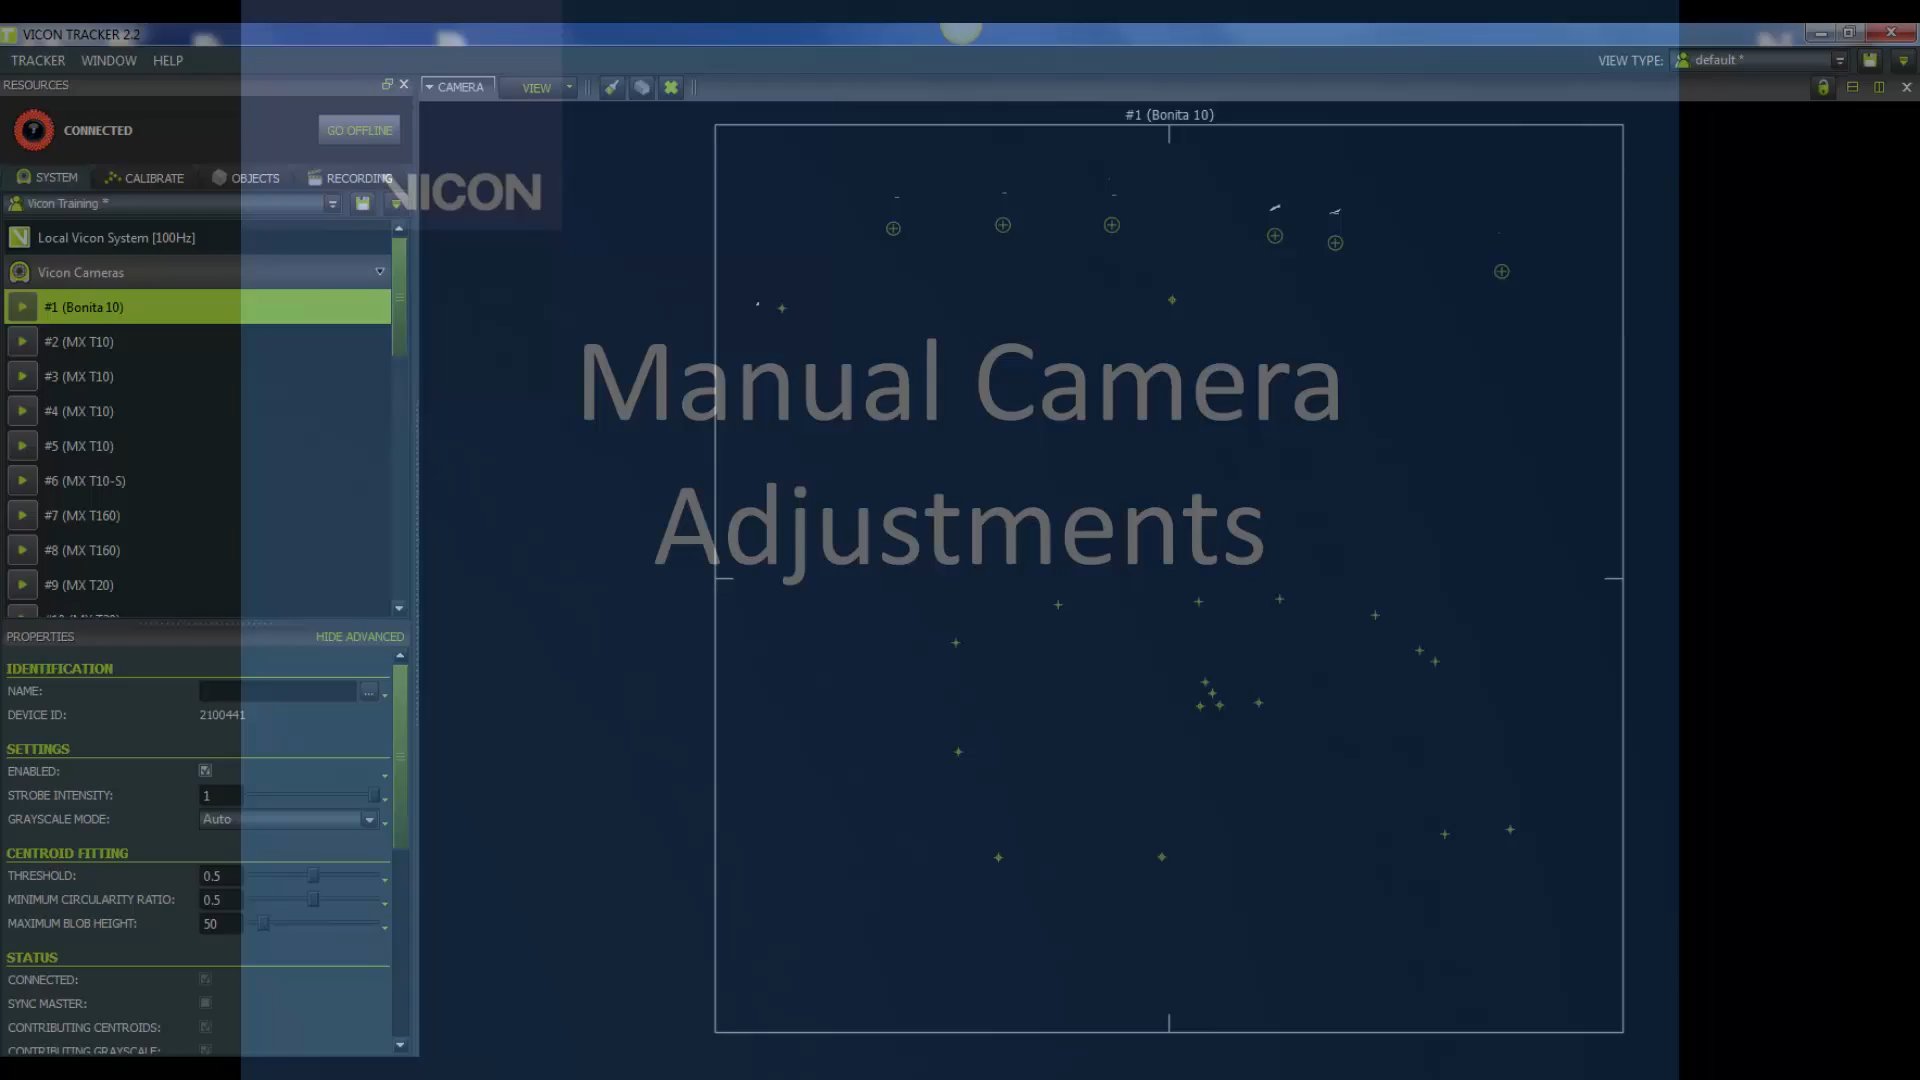 VICON TRACKER 2.2
TRACKER WINDOW HELP
VIEW TYPE: default *
RESOURCES
CAMERA VIEW
CONNECTED GO OFFLINE
#1 (Bonita 10)
SYSTEM CALIBRATE OBJECTS RECORDING
VICON
Vicon Training *
Local Vicon System [100Hz]
Vicon Cameras
#1 (Bonita 10)
#2 (MX T10)
#3 (MX T10)
#4 (MX T10)
#5 (MX T10)
#6 (MX T10-S)
#7 (MX T160)
#8 (MX T160)
#9 (MX T20)
Manual Camera
Adjustments
PROPERTIES HIDE ADVANCED
IDENTIFICATION
NAME: ...
DEVICE ID: 2100441
SETTINGS
ENABLED:
STROBE INTENSITY: 1
GRAYSCALE MODE: Auto
CENTROID FITTING
THRESHOLD: 0.5
MINIMUM CIRCULARITY RATIO: 0.5
MAXIMUM BLOB HEIGHT: 50
STATUS
CONNECTED:
SYNC MASTER:
CONTRIBUTING CENTROIDS:
CONTRIBUTING GRAYSCALE: